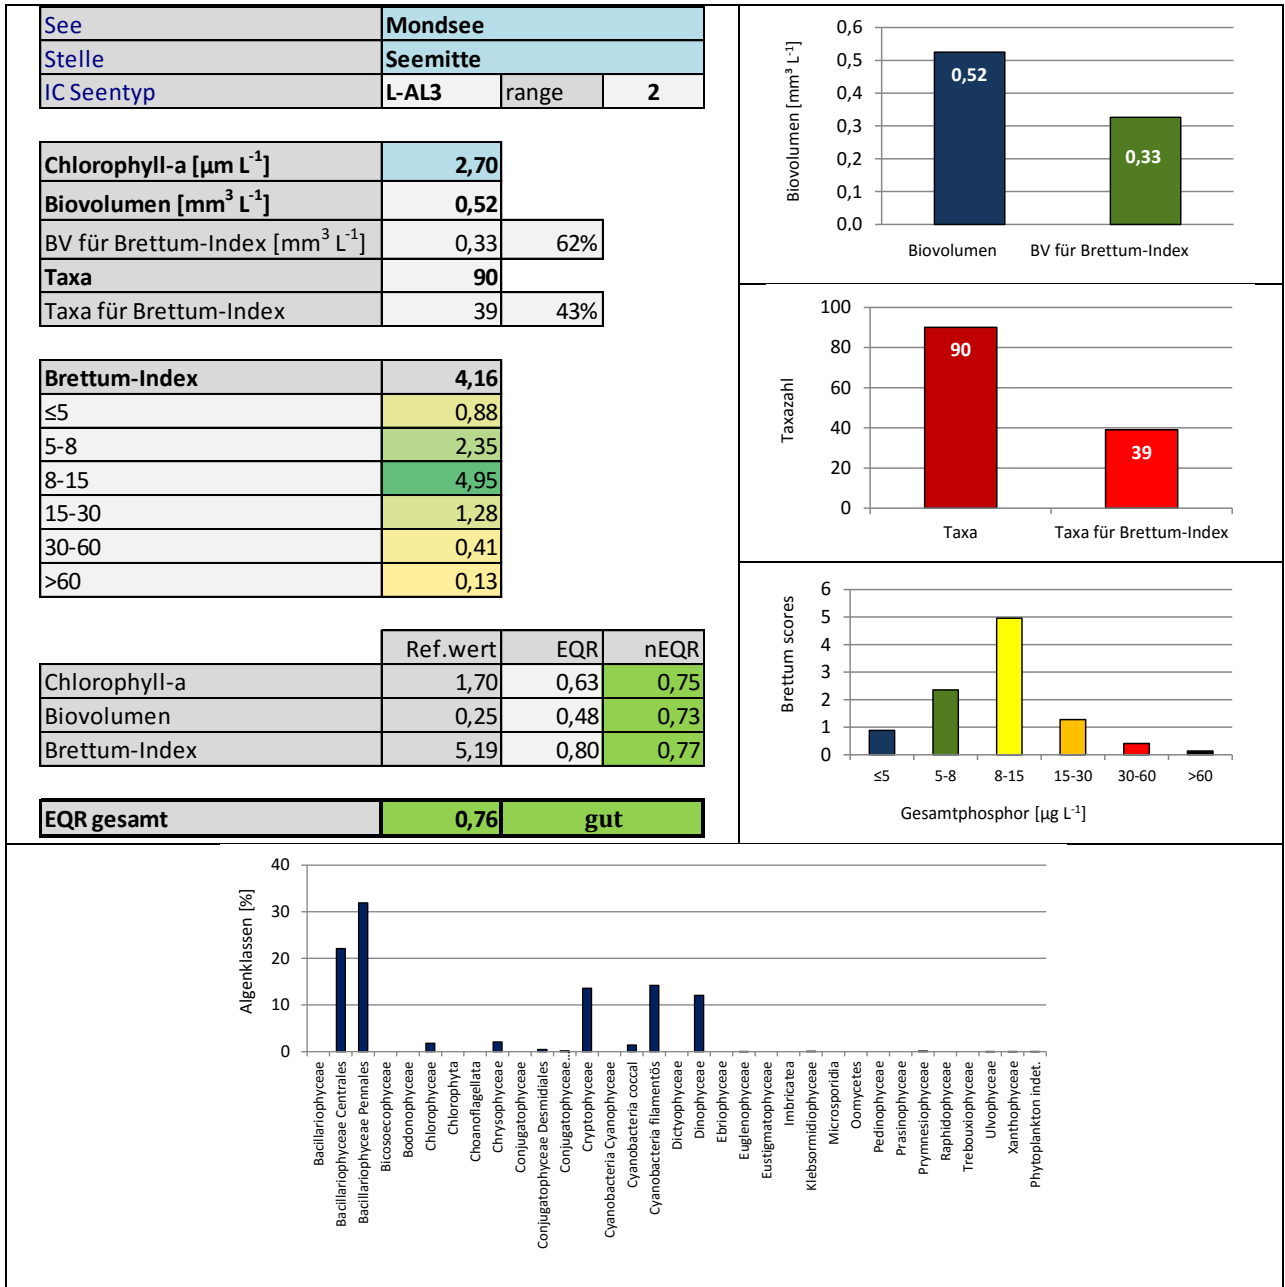 See Mondsee
Stelle Seemitte
IC Seentyp L-AL3 range 2
Chlorophyll-a [µm L-1] 2,70
Biovolumen [mm³ L-1] 0,52
BV für Brettum-Index [mm³ L-1] 0,33 62%
Taxa 90
Taxa für Brettum-Index 39 43%
Brettum-Index 4,16
≤5 0,88
5-8 2,35
8-15 4,95
15-30 1,28
30-60 0,41
>60 0,13
Ref.wert EQR nEQR
Chlorophyll-a 1,70 0,63 0,75
Biovolumen 0,25 0,48 0,73
Brettum-Index 5,19 0,80 0,77
EQR gesamt 0,76 gut
Biovolumen [mm³ L-1]
0,6
0,5
0,4
0,3
0,2
0,1
0,0
0,52
0,33
Biovolumen BV für Brettum-Index
Taxazahl
100
80
60
40
20
0
90
39
Taxa Taxa für Brettum-Index
Brettum scores
6
5
4
3
2
1
0
≤5 5-8 8-15 15-30 30-60 >60
Gesamtphosphor [µg L-1]
Algenklassen [%]
40
30
20
10
0
Bacillariophyceae
Bacillariophyceae Centrales
Bacillariophyceae Pennales
Bicosoecophyceae
Bodonophyceae
Chlorophyceae
Chlorophyta
Choanoflagellata
Chrysophyceae
Conjugatophyceae
Conjugatophyceae Desmidiales
Conjugatophyceae...
Cryptophyceae
Cyanobacteria Cyanophyceae
Cyanobacteria coccal
Cyanobacteria filamentös
Dictyophyceae
Dinophyceae
Ebriophyceae
Euglenophyceae
Eustigmatophyceae
Imbricatea
Klebsormidiophyceae
Microsporidia
Oomycetes
Pedinophyceae
Prasinophyceae
Prymnesiophyceae
Raphidophyceae
Trebouxiophyceae
Ulvophyceae
Xanthophyceae
Phytoplankton indet.